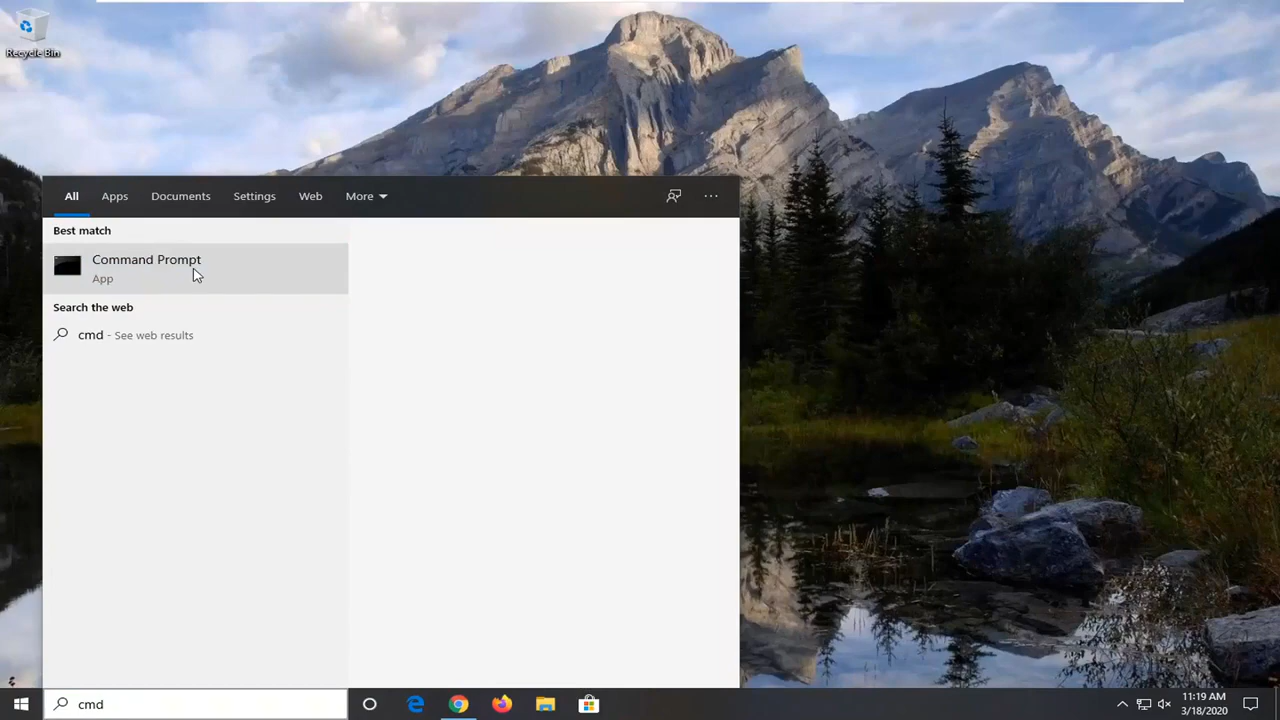 Recycle Bin
All Apps Documents Settings Web More
Best match
Command Prompt
App
Search the web
cmd - See web results
cmd
11:19 AM
3/18/2020